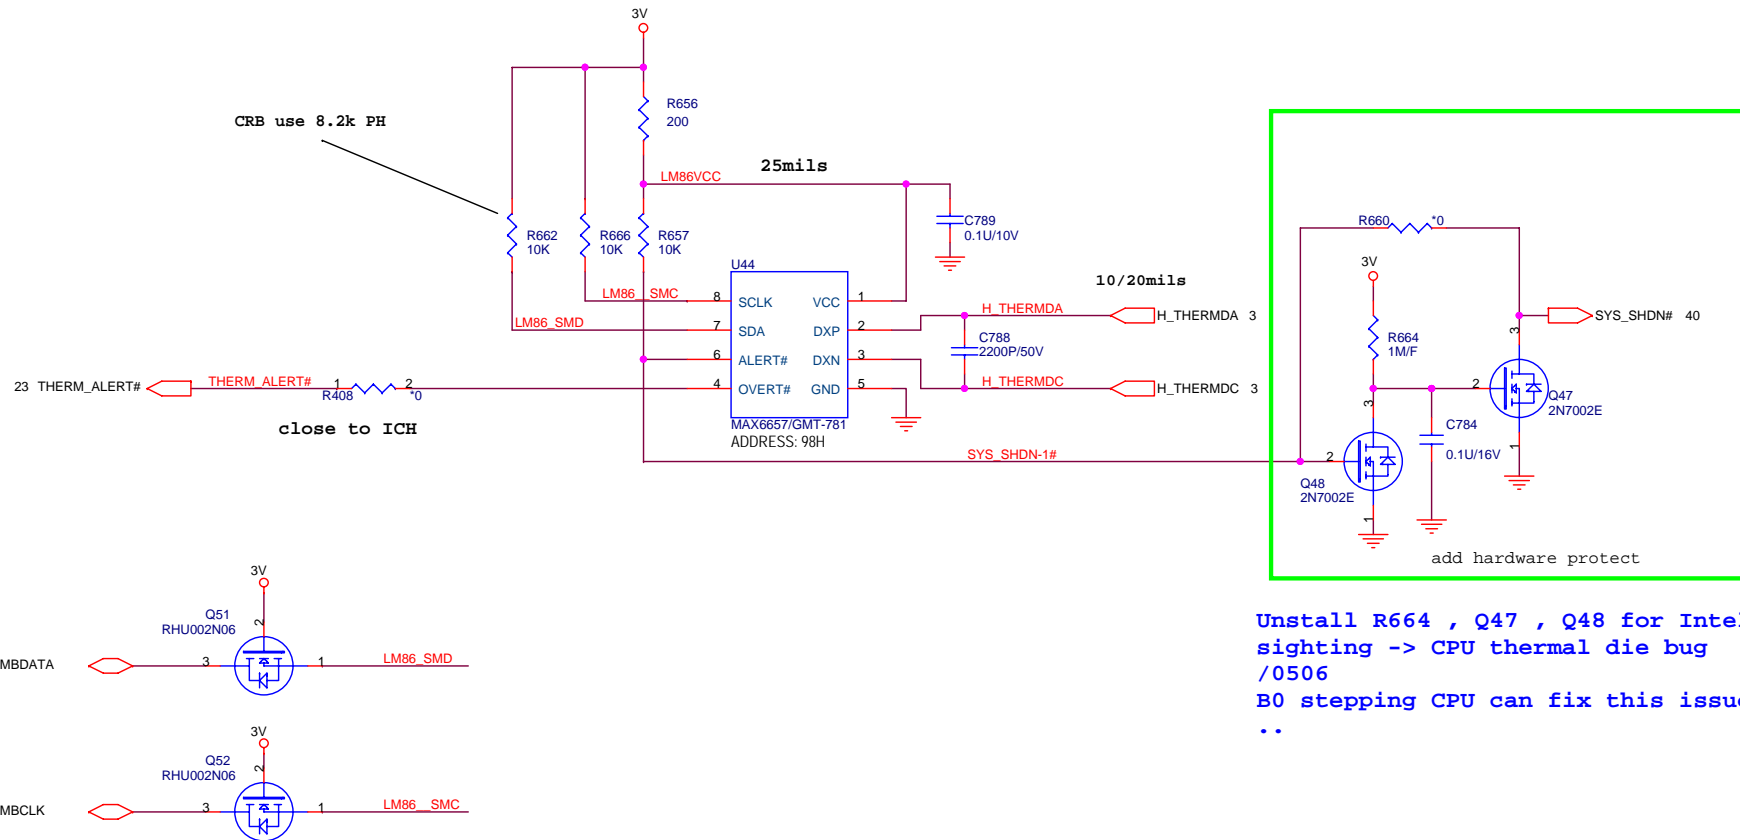 3V
R656
200
CRB use 8.2k PH
25mils
LM86VCC
C789
0.1U/10V
R662
10K
R666
10K
R657
10K
R660
*0
3V
U44
10/20mils
LM86__SMC
8 SCLK VCC 1
H_THERMDA
H_THERMDA 3
LM86_SMD
7 SDA DXP 2
SYS_SHDN# 40
3
R664
1M/F
C788
2200P/50V
6 ALERT# DXN 3
H_THERMDC
H_THERMDC 3
23 THERM_ALERT#
THERM_ALERT#
1 2
R408 *0
4 OVERT# GND 5
2
Q47
2N7002E
3
close to ICH
MAX6657/GMT-781
ADDRESS: 98H
C784
0.1U/16V
1
SYS_SHDN-1#
2
Q48
2N7002E
1
add hardware protect
3V
Q51
RHU002N06
2
MBDATA
3 1
LM86_SMD
Unstall R664 , Q47 , Q48 for Intel
sighting -> CPU thermal die bug
/0506
B0 stepping CPU can fix this issue
..
3V
Q52
RHU002N06
2
MBCLK
3 1
LM86__SMC